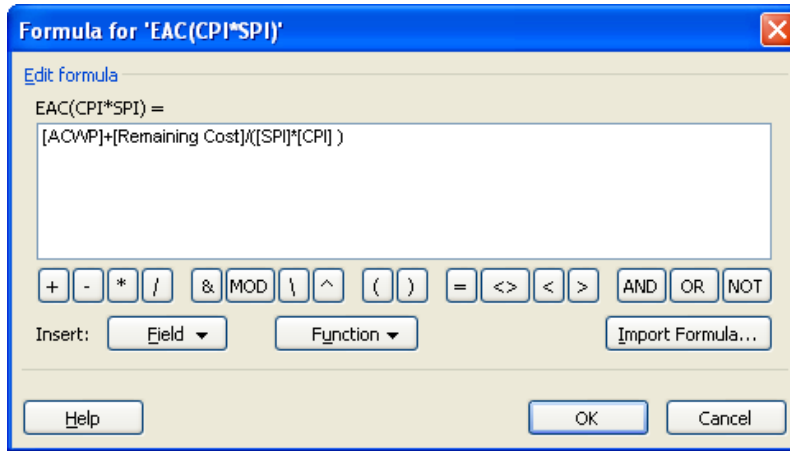 Formula for 'EAC(CPI*SPI)'
Edit formula
EAC(CPI*SPI) =
[ACWP]+[Remaining Cost]/([SPI]*[CPI] )
+ - * / & MOD \ ^ ( ) = <> < > AND OR NOT
Insert: Field Function Import Formula...
Help OK Cancel